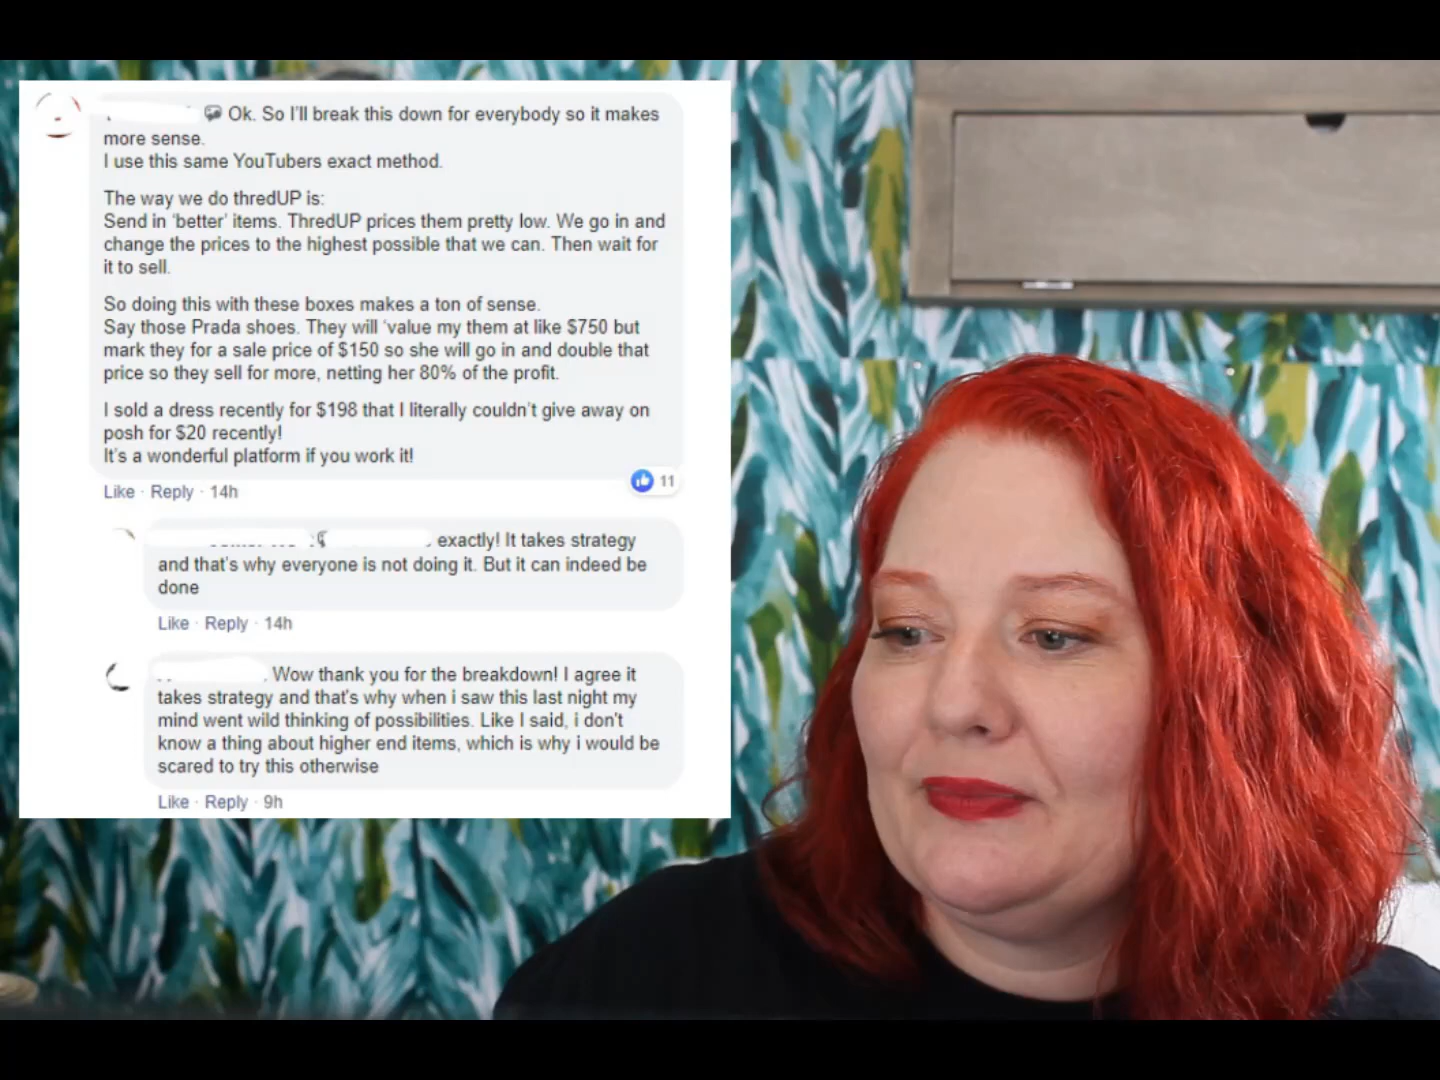 Ok. So I'll break this down for everybody so it makes
more sense.
I use this same YouTubers exact method.
The way we do thredUP is:
Send in 'better' items. ThredUP prices them pretty low. We go in and
change the prices to the highest possible that we can. Then wait for
it to sell.
So doing this with these boxes makes a ton of sense.
Say those Prada shoes. They will 'value my them at like $750 but
mark they for a sale price of $150 so she will go in and double that
price so they sell for more, netting her 80% of the profit.
I sold a dress recently for $198 that I literally couldn't give away on
posh for $20 recently!
It's a wonderful platform if you work it!
11
Like · Reply · 14h
exactly! It takes strategy
and that's why everyone is not doing it. But it can indeed be
done
Like · Reply · 14h
Wow thank you for the breakdown! I agree it
takes strategy and that's why when i saw this last night my
mind went wild thinking of possibilities. Like I said, i don't
know a thing about higher end items, which is why i would be
scared to try this otherwise
Like · Reply · 9h